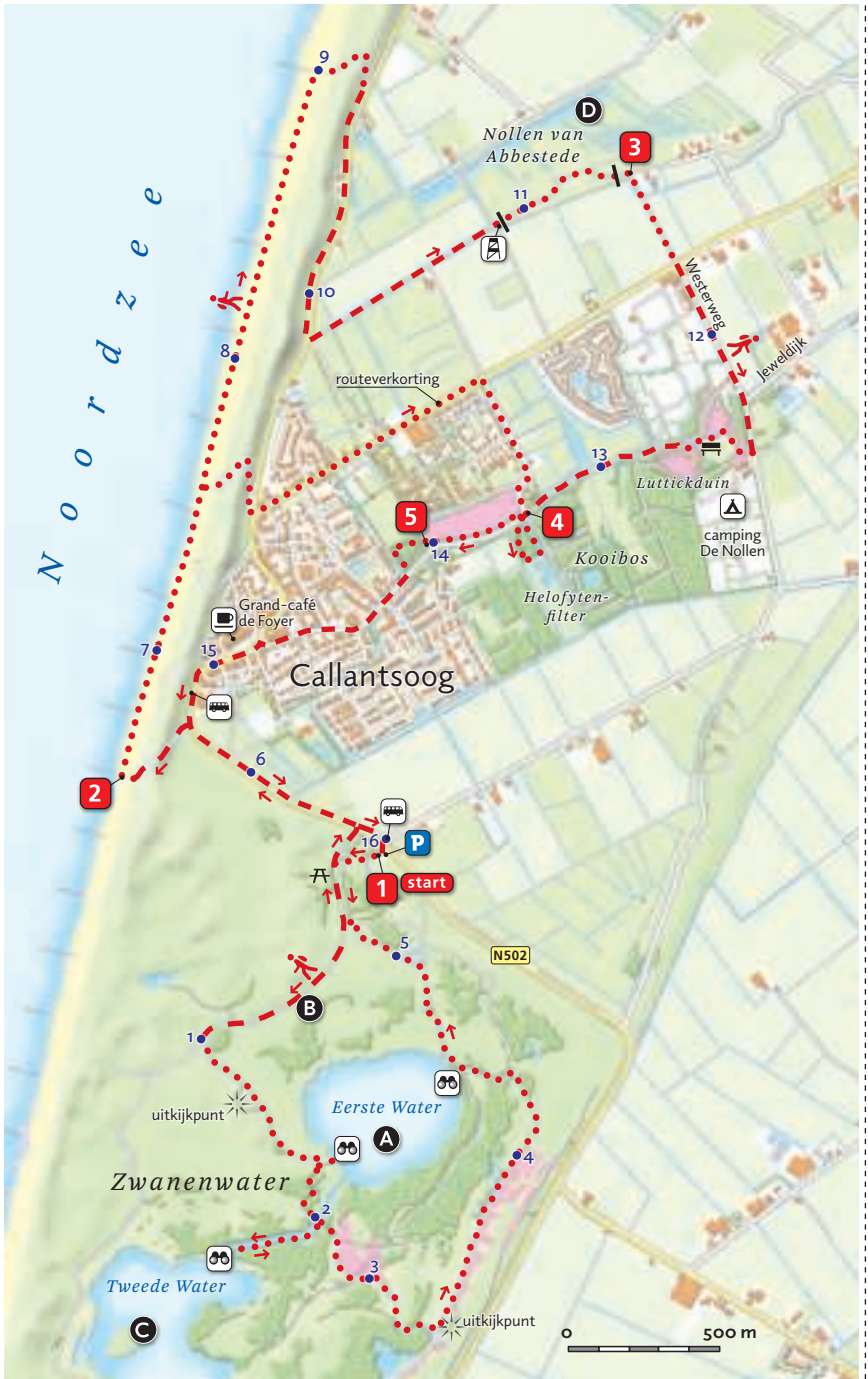 9
D
Nollen van
Abbestede
3
11
Noordzee
10
Westerweg
12
8
Jeweldijk
routeverkorting
13
Luttickduin
5
4
14
camping
De Nollen
Kooibos
Helofyten-
filter
Grand-café
de Foyer
7
15
Callantsoog
6
2
16
P
1
start
5
N502
B
1
uitkijkpunt
Eerste Water
A
4
Zwanenwater
2
3
Tweede Water
C
uitkijkpunt
0
500 m